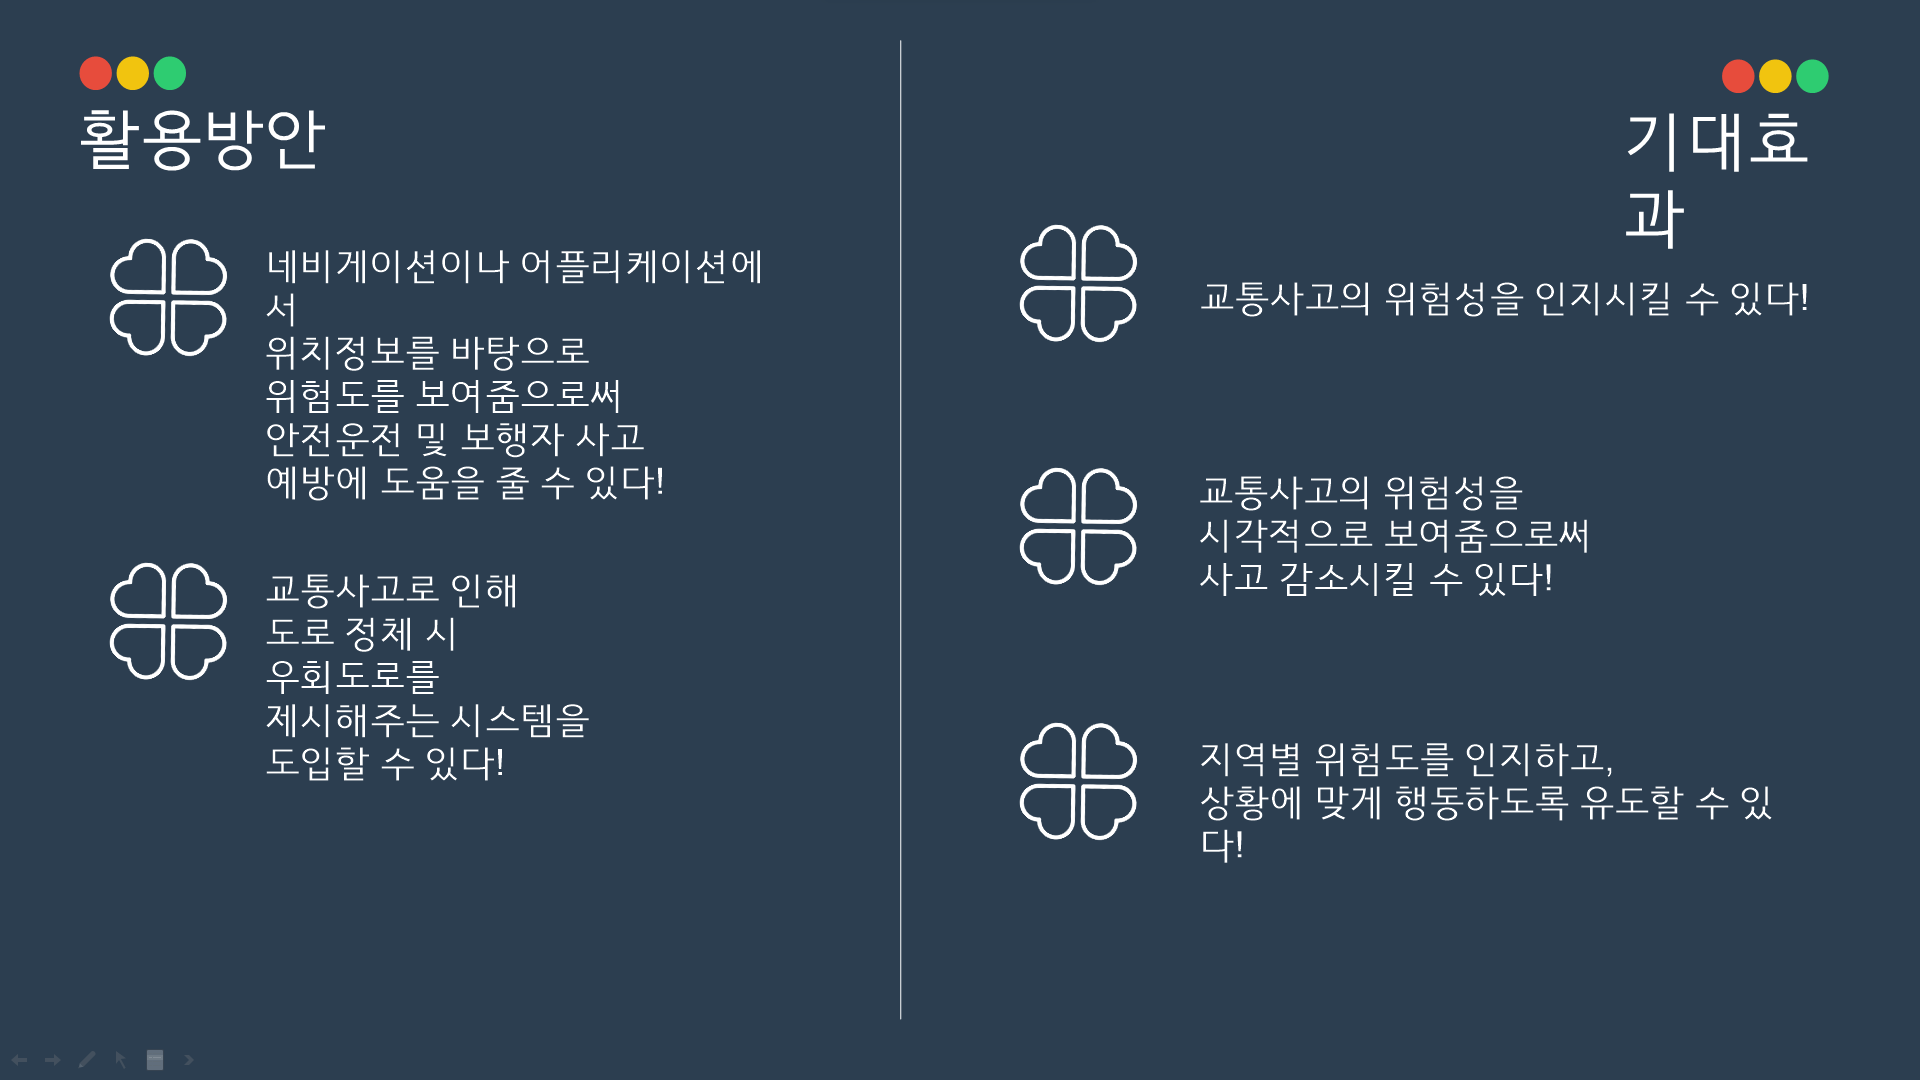 활용방안
네비게이션이나 어플리케이션에
서
위치정보를 바탕으로
위험도를 보여줌으로써
안전운전 및 보행자 사고
예방에 도움을 줄 수 있다!
교통사고로 인해
도로 정체 시
우회도로를
제시해주는 시스템을
도입할 수 있다!
기대효
과
교통사고의 위험성을 인지시킬 수 있다!
교통사고의 위험성을
시각적으로 보여줌으로써
사고 감소시킬 수 있다!
지역별 위험도를 인지하고,
상황에 맞게 행동하도록 유도할 수 있
다!